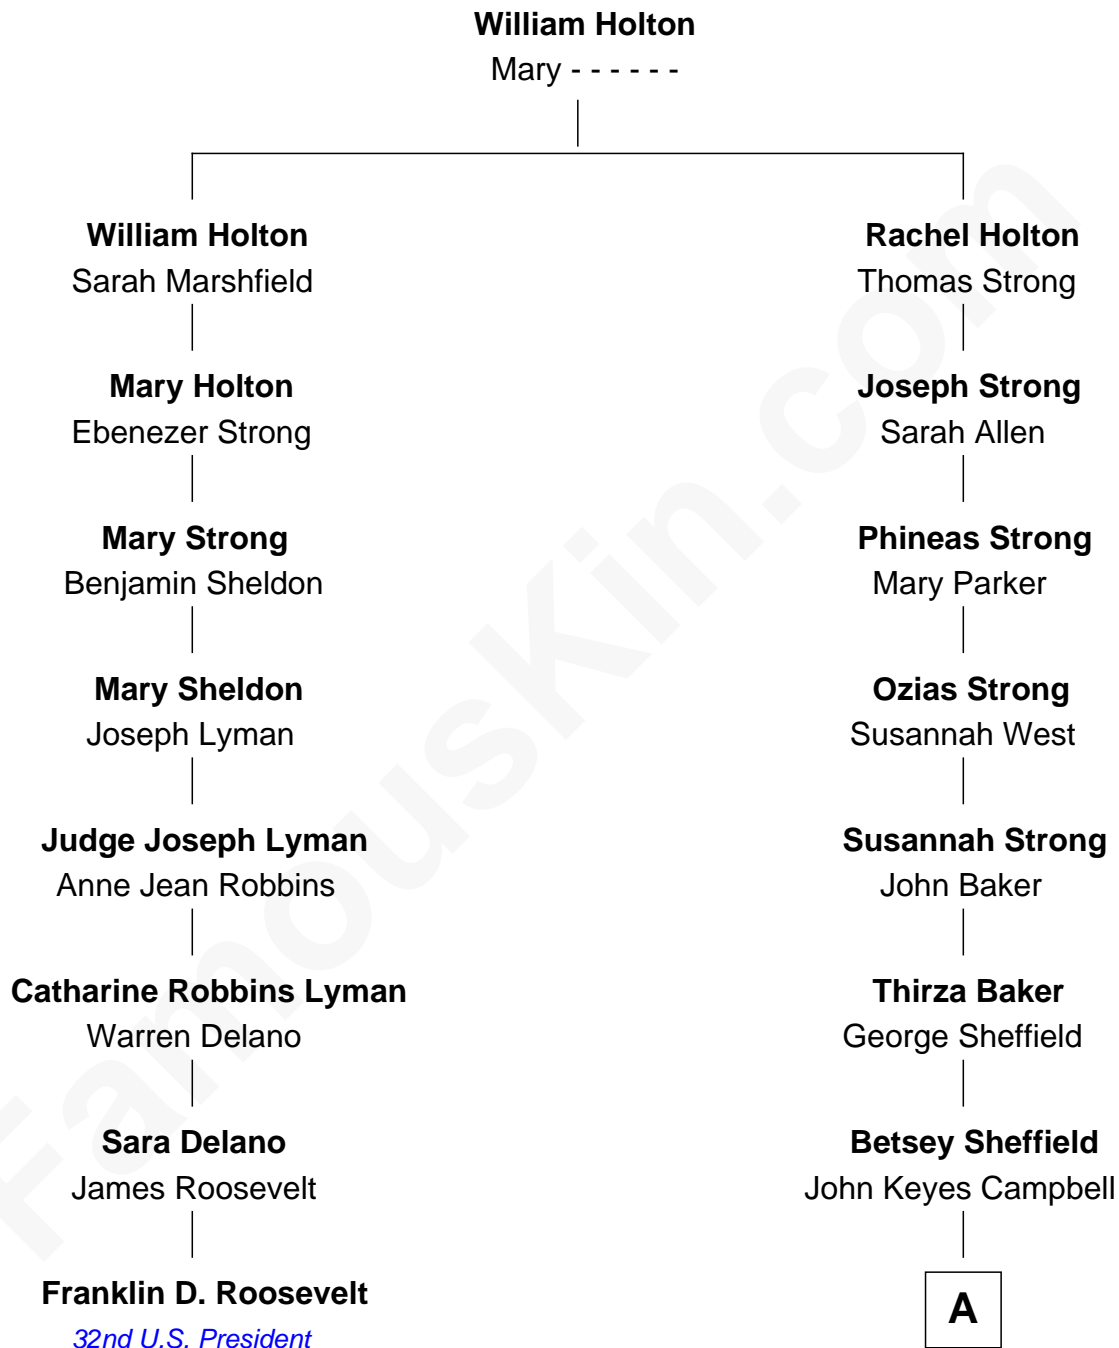 William Holton
Mary - - - - - -
William Holton
Sarah Marshfield
Rachel Holton
Thomas Strong
Mary Holton
Ebenezer Strong
Joseph Strong
Sarah Allen
Mary Strong
Benjamin Sheldon
Phineas Strong
Mary Parker
Mary Sheldon
Joseph Lyman
Ozias Strong
Susannah West
Judge Joseph Lyman
Anne Jean Robbins
Susannah Strong
John Baker
Catharine Robbins Lyman
Warren Delano
Thirza Baker
George Sheffield
Sara Delano
James Roosevelt
Betsey Sheffield
John Keyes Campbell
Franklin D. Roosevelt
32nd U.S. President
A
FamousKin.com